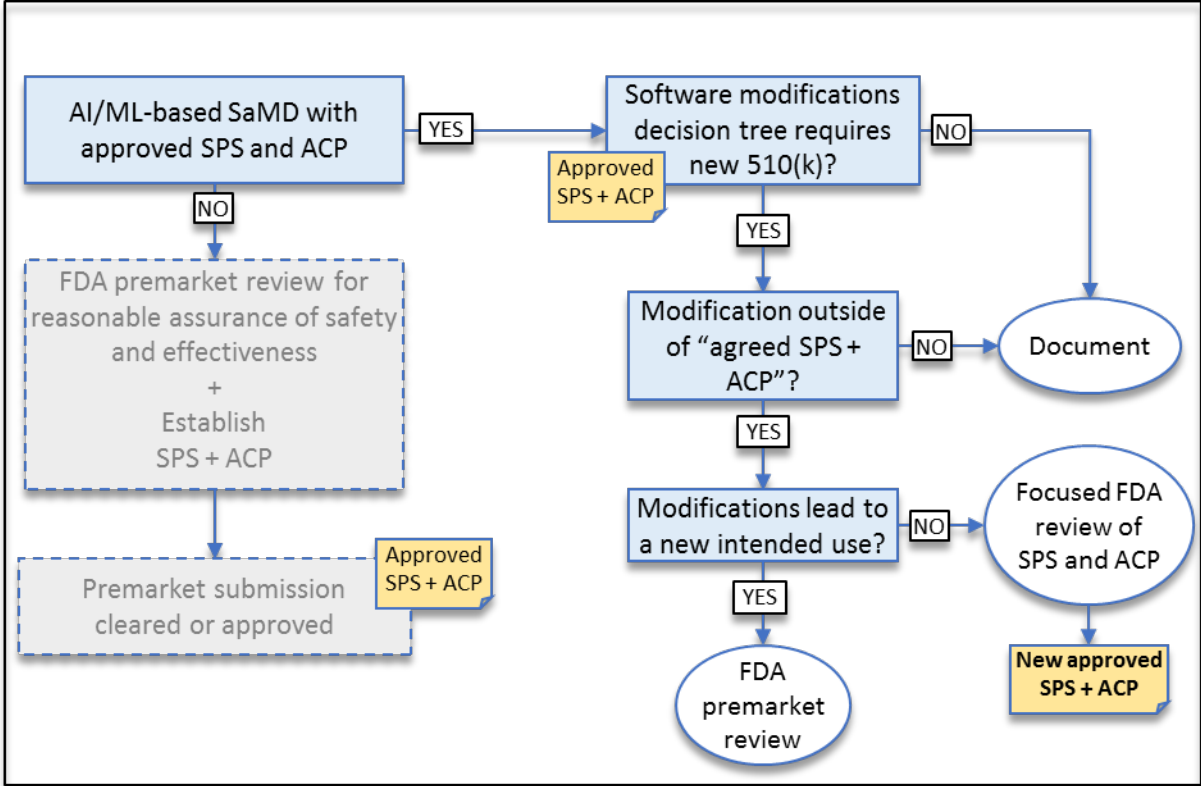 AI/ML-based SaMD with
approved SPS and ACP
YES
Software modifications
decision tree requires
new 510(k)?
Approved
SPS + ACP
NO
NO
YES
FDA premarket review for
reasonable assurance of safety
and effectiveness
+
Establish
SPS + ACP
Modification outside
of “agreed SPS +
ACP”?
NO
Document
YES
Premarket submission
cleared or approved
Approved
SPS + ACP
Modifications lead to
a new intended use?
NO
Focused FDA
review of
SPS and ACP
YES
FDA
premarket
review
New approved
SPS + ACP